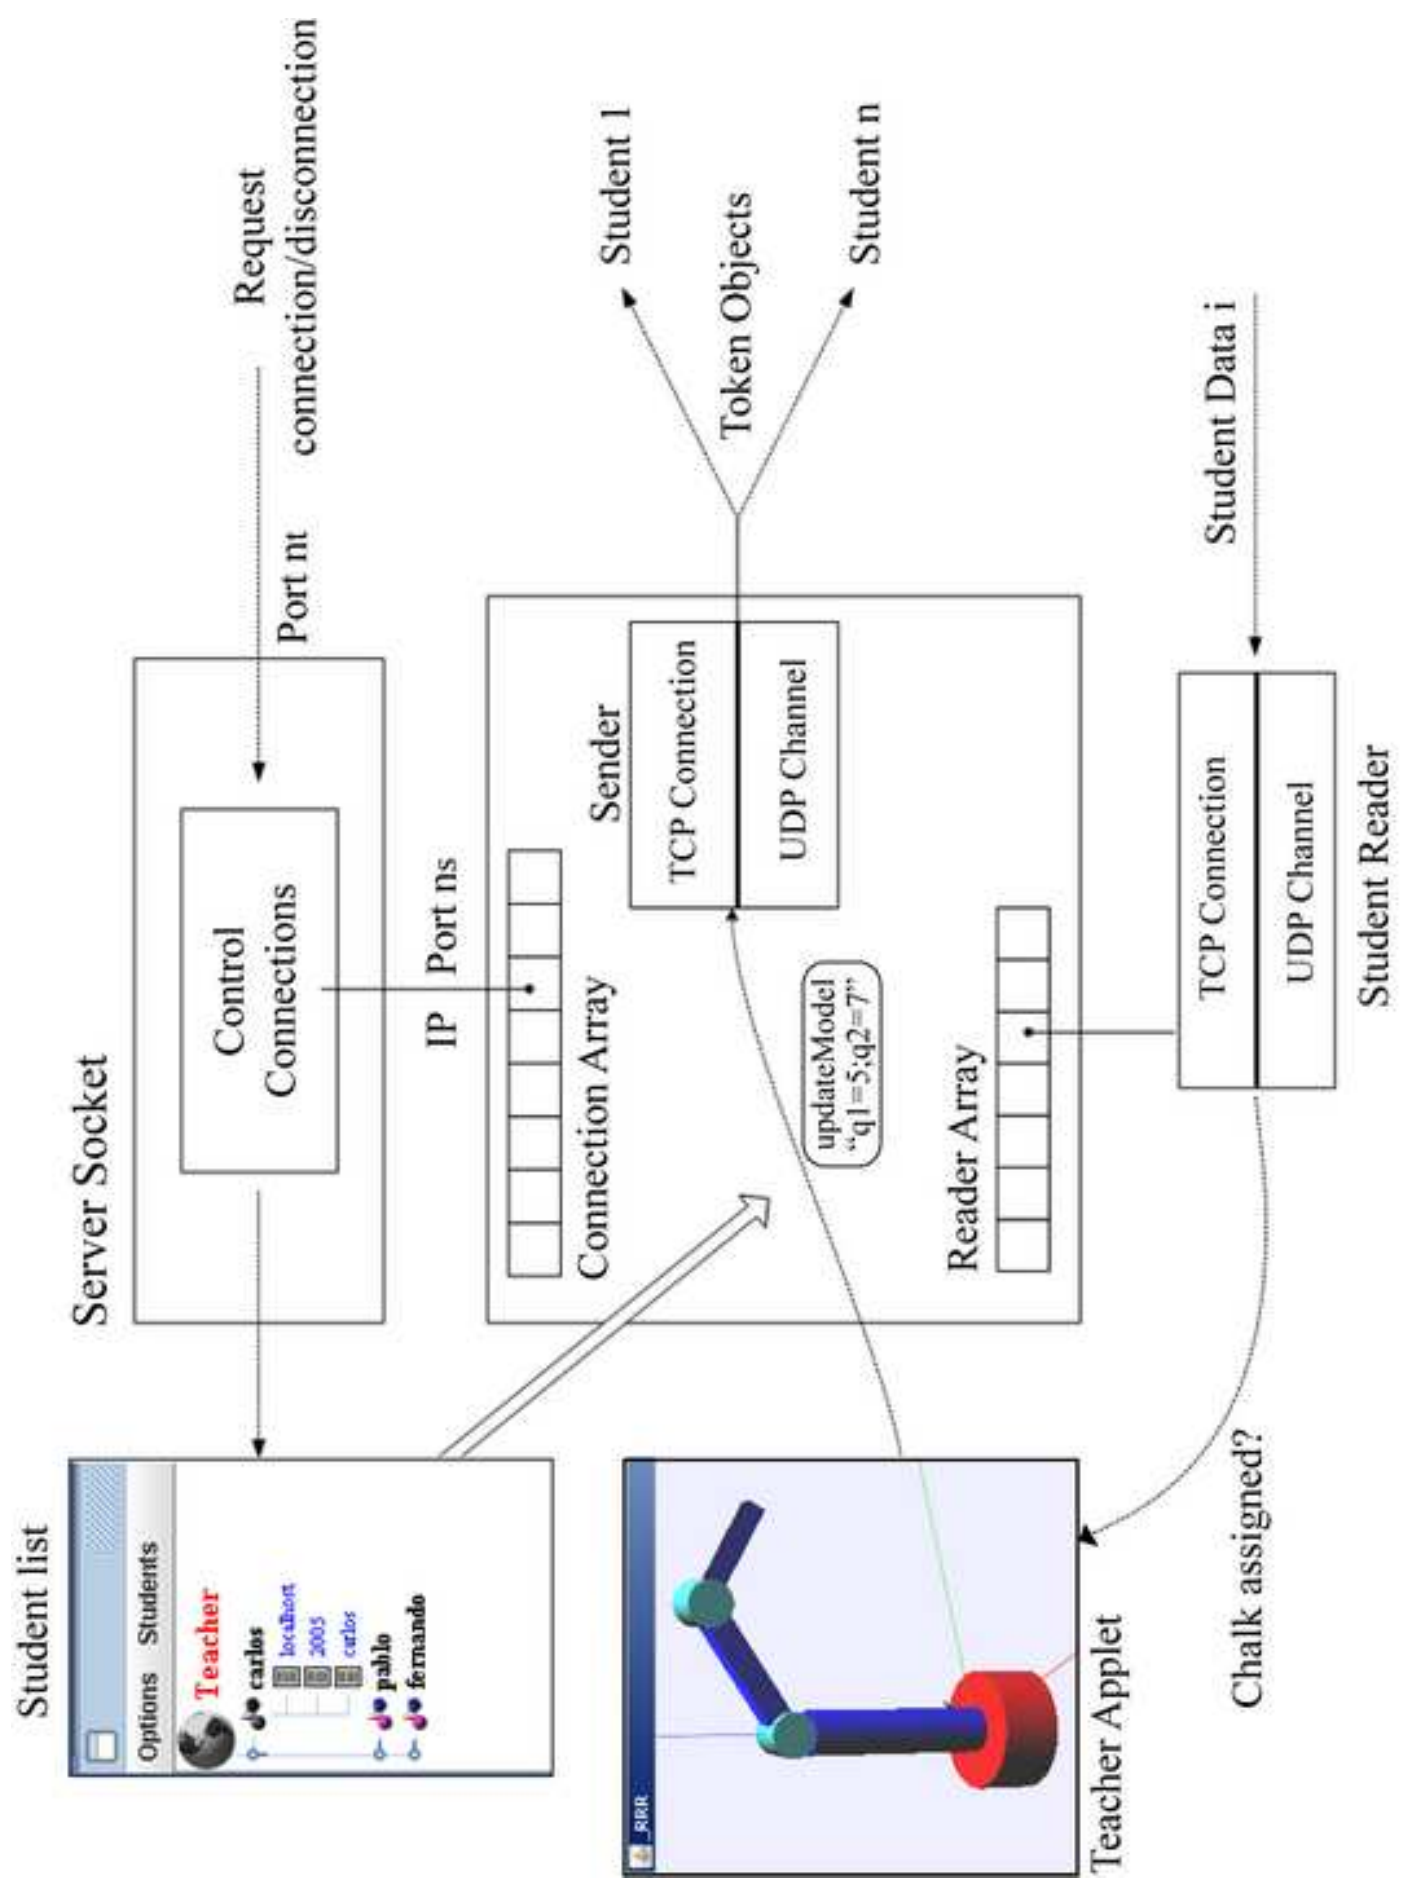 Student list
Options Students
Teacher
carlos
localhost
2005
carlos
pablo
fernando
Server Socket
Control
Connections
Port nt
Request
connection/disconnection
IP Port ns
Connection Array
Sender
TCP Connection
UDP Channel
Student 1
Token Objects
Student n
updateModel
“q1=5;q2=7”
Reader Array
_RRR
Teacher Applet
Chalk assigned?
TCP Connection
UDP Channel
Student Reader
Student Data i